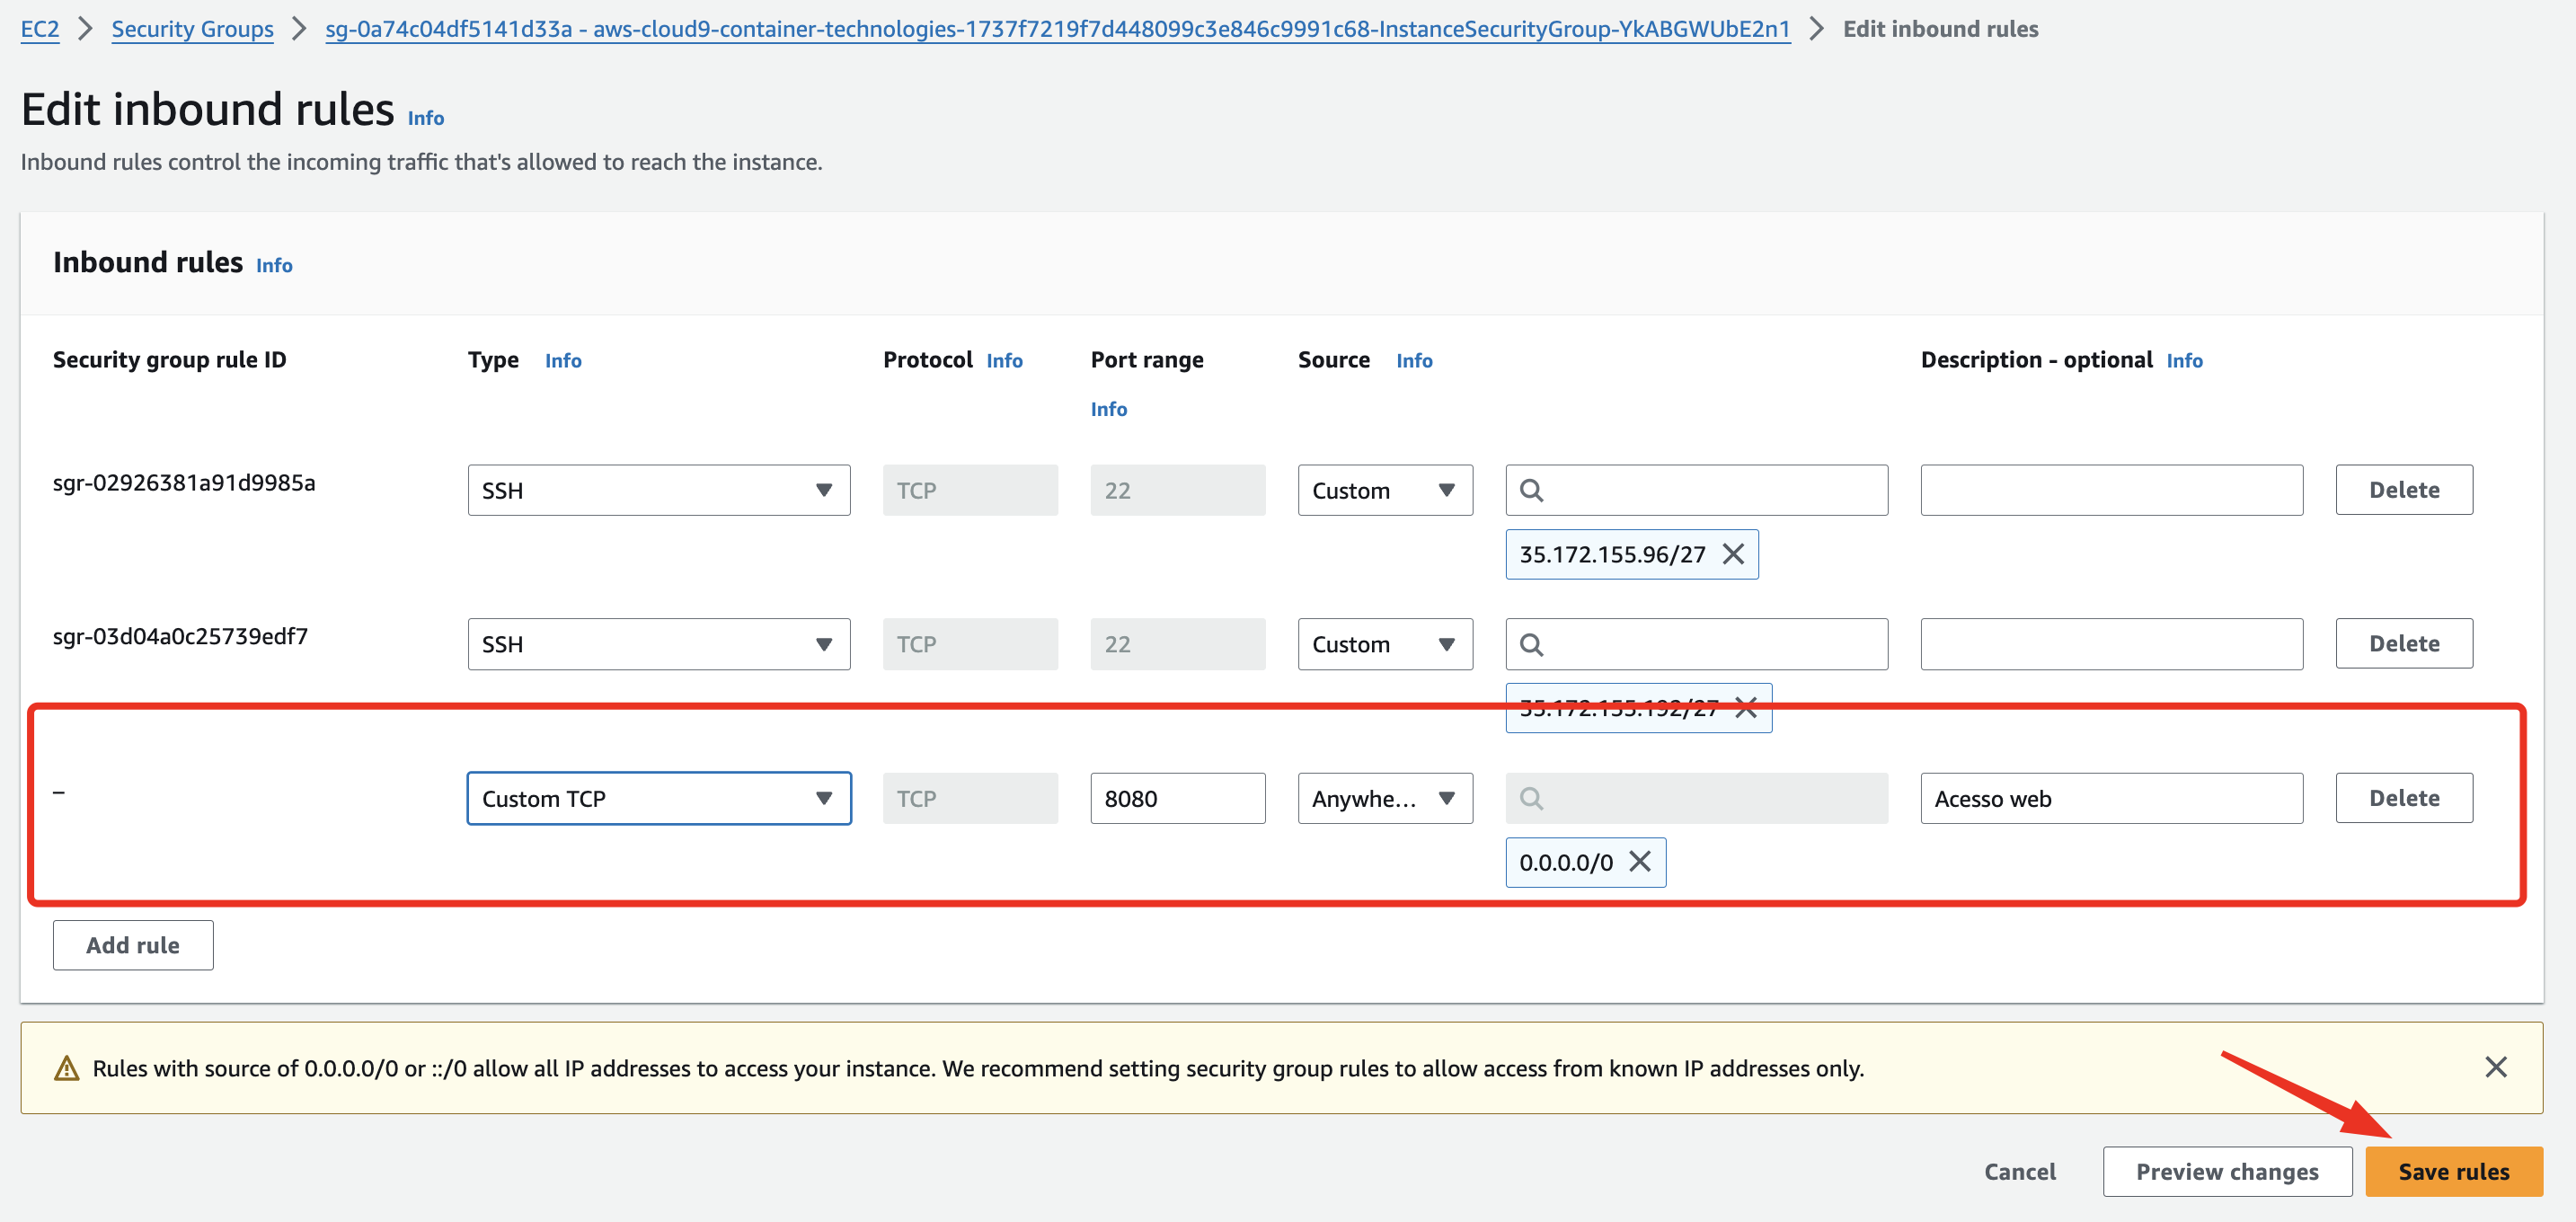 EC2 > Security Groups > sg-0a74c04df5141d33a - aws-cloud9-container-technologies-1737f7219f7d448099c3e846c9991c68-InstanceSecurityGroup-YkABGWUbE2n1 > Edit inbound rules
Edit inbound rules Info
Inbound rules control the incoming traffic that's allowed to reach the instance.
Inbound rules Info
Security group rule ID Type Info Protocol Info Port range Source Info Description - optional Info
Info
sgr-02926381a91d9985a SSH TCP 22 Custom Delete
35.172.155.96/27
sgr-03d04a0c25739edf7 SSH TCP 22 Custom Delete
35.172.155.192/27
– Custom TCP TCP 8080 Anywhe... Acesso web Delete
0.0.0.0/0
Add rule
Rules with source of 0.0.0.0/0 or ::/0 allow all IP addresses to access your instance. We recommend setting security group rules to allow access from known IP addresses only.
Cancel Preview changes Save rules